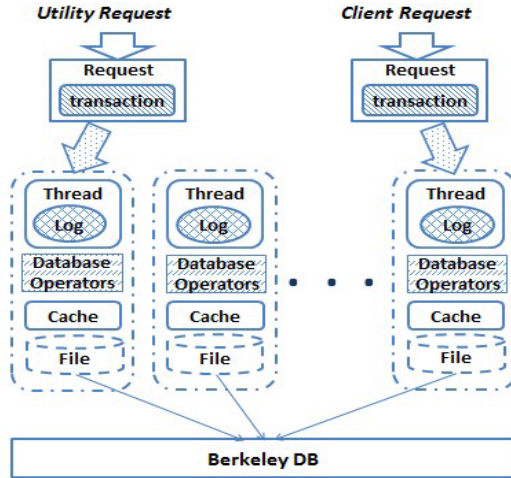 Utility Request
Client Request
Request
transaction
Request
transaction
Thread
Log
Database
Operators
Cache
File
Thread
Log
Database
Operators
Cache
File
Thread
Log
Database
Operators
Cache
File
Berkeley DB